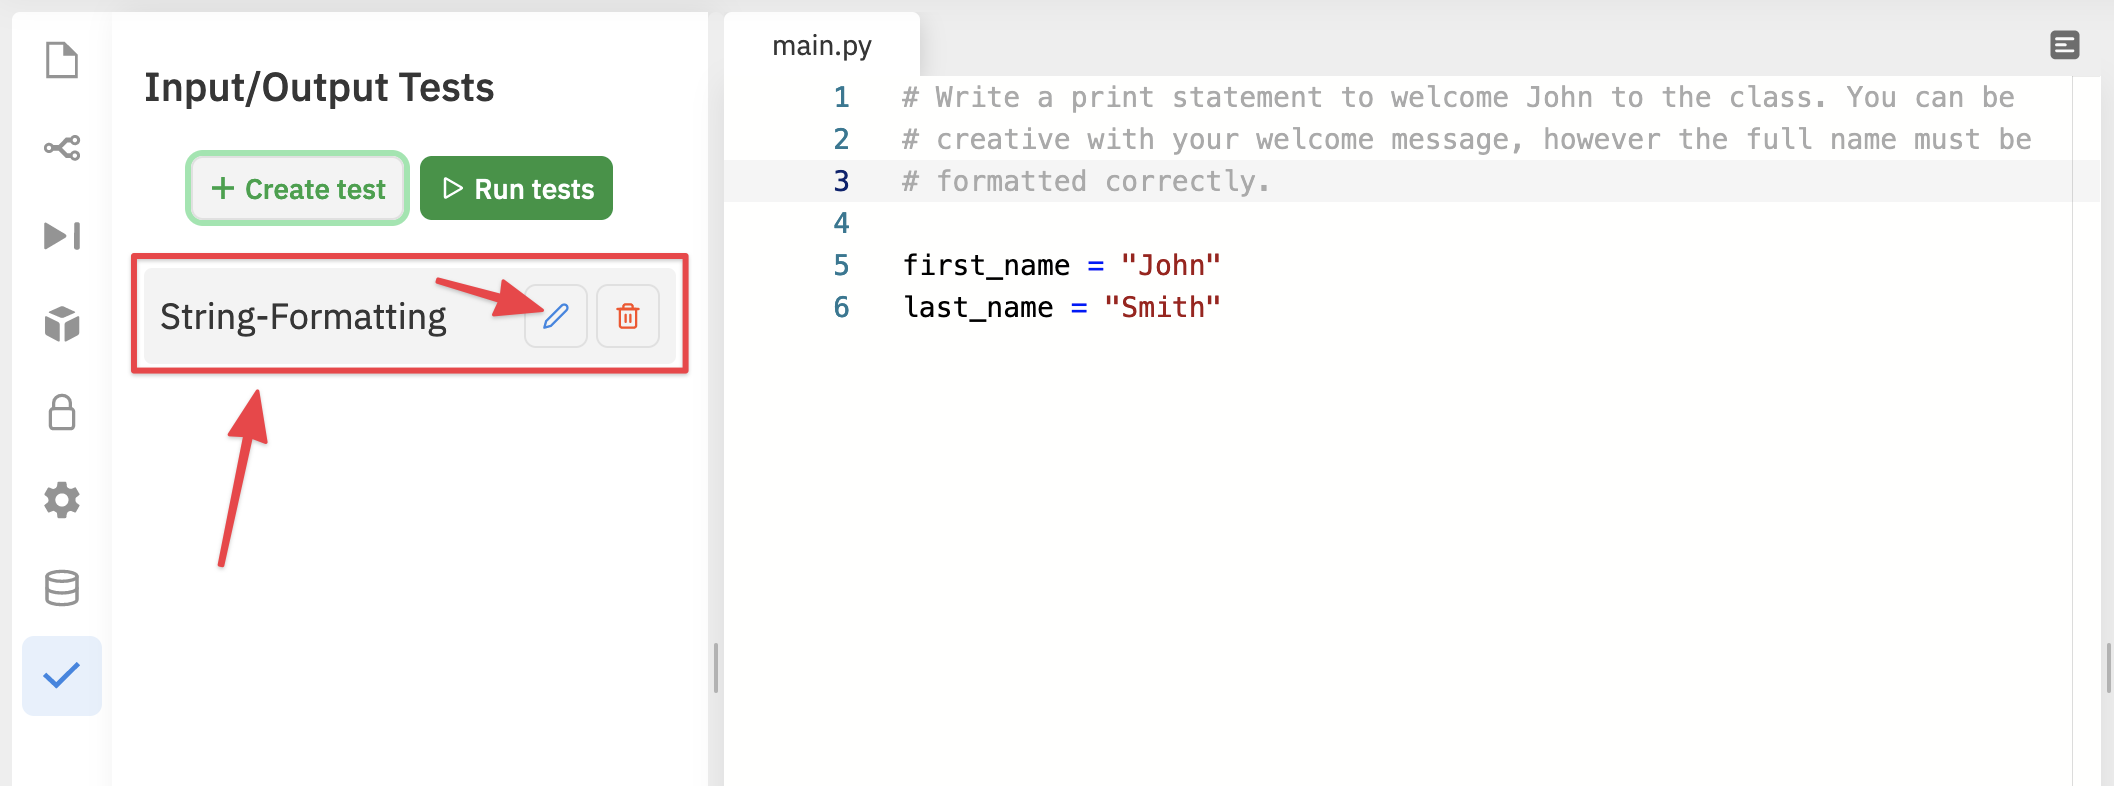 Input/Output Tests
+ Create test
Run tests
String-Formatting
main.py
1 # Write a print statement to welcome John to the class. You can be
2 # creative with your welcome message, however the full name must be
3 # formatted correctly.
4
5 first_name = "John"
6 last_name = "Smith"